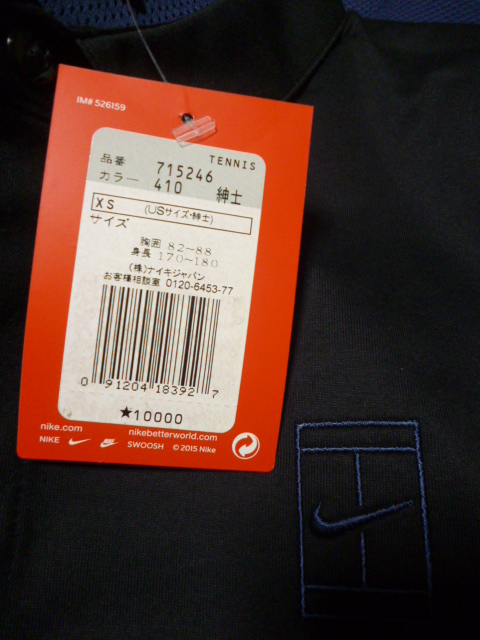 IM# 526159
TENNIS
品番 715246
カラー 410 紳士
XS (USサイズ・紳士)
サイズ
胸囲 82~88
身長 170~180
(株)ナイキジャパン
お客様相談室 0120-6453-77
0 91204 18392 7
★10000
nike.com nikebetterworld.com
NIKE SWOOSH © 2015 Nike